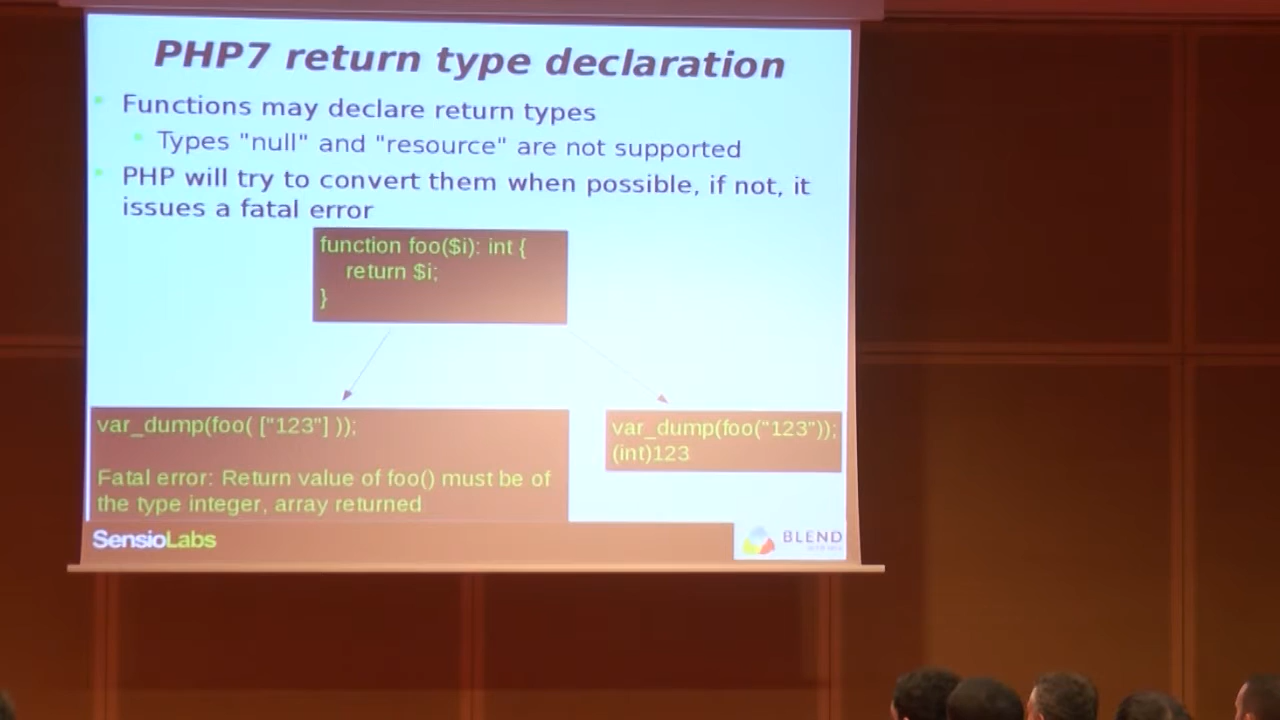 PHP7 return type declaration
Functions may declare return types
Types "null" and "resource" are not supported
PHP will try to convert them when possible, if not, it
issues a fatal error
function foo($i): int {
return $i;
}
var_dump(foo( ["123"] ));
Fatal error: Return value of foo() must be of
the type integer, array returned
var_dump(foo("123"));
(int)123
SensioLabs
BLEND